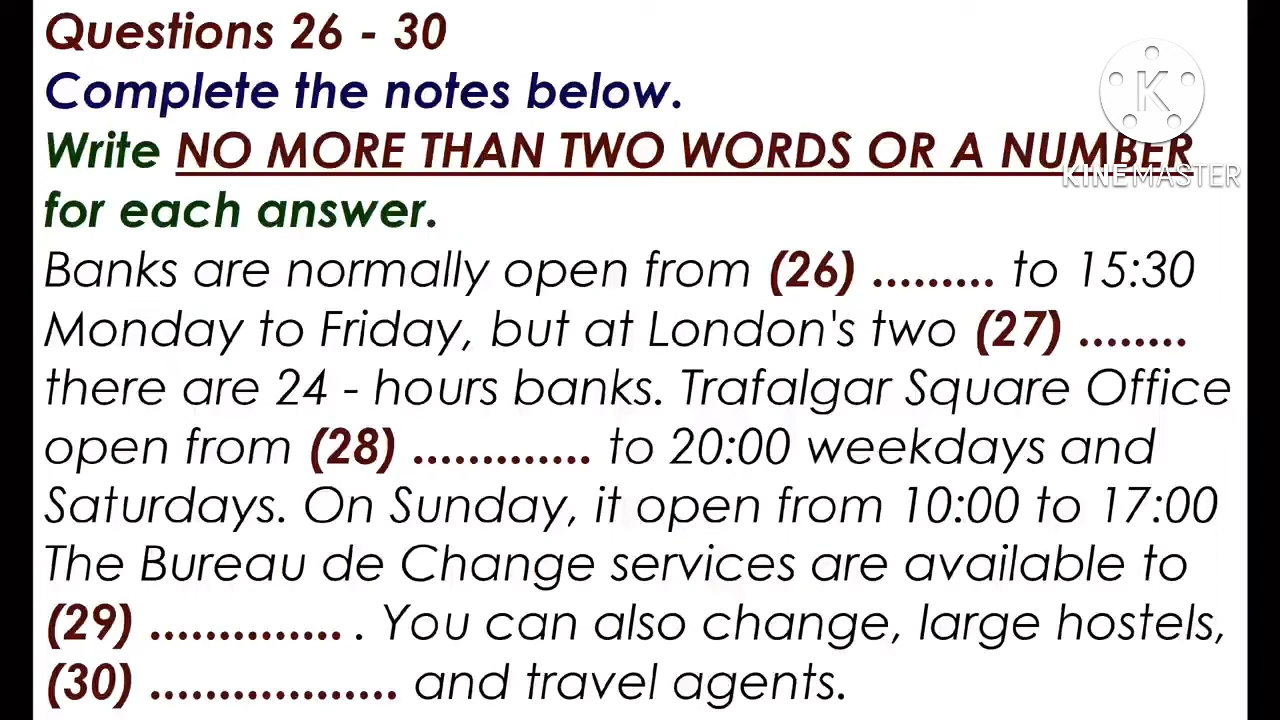 Questions 26 - 30
Complete the notes below.
Write NO MORE THAN TWO WORDS OR A NUMBER
for each answer.
Banks are normally open from (26) ......... to 15:30
Monday to Friday, but at London's two (27) ........
there are 24 - hours banks. Trafalgar Square Office
open from (28) ............. to 20:00 weekdays and
Saturdays. On Sunday, it open from 10:00 to 17:00
The Bureau de Change services are available to
(29) .............. . You can also change, large hostels,
(30) .................. and travel agents.
K
KINEMASTER